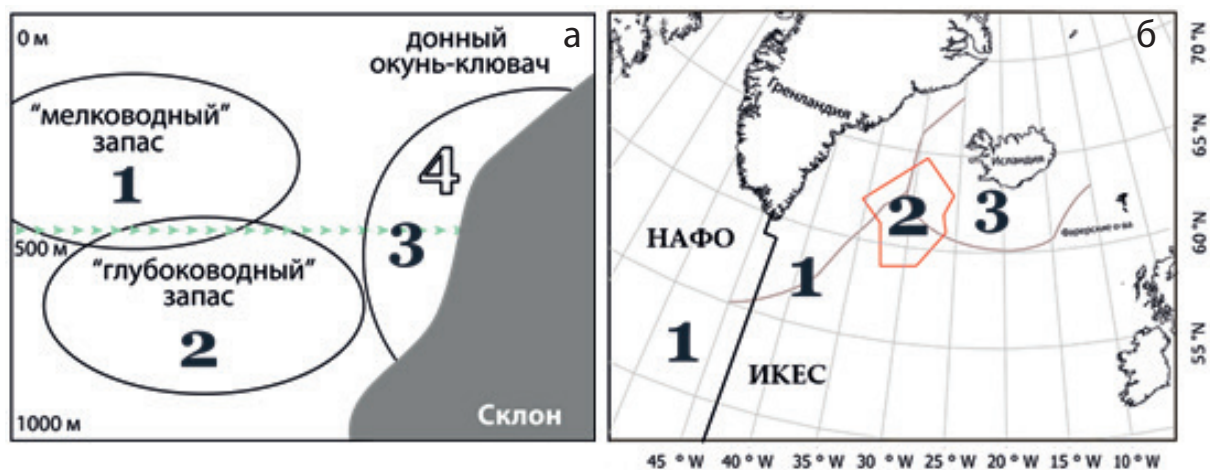 0 м
а
донный
окунь-клювач
"мелководный"
запас
1
4
3
500 м
"глубоководный"
запас
2
1000 м
Склон
б
Гренландия
Исландия
2
3
НАФО
Фарерские о-ва
1
1
ИКЕС
70°N
65°N
60°N
55°N
45 ° W 40 ° W 35 ° W 30 ° W 25 ° W 20 ° W 15 ° W 10 ° W